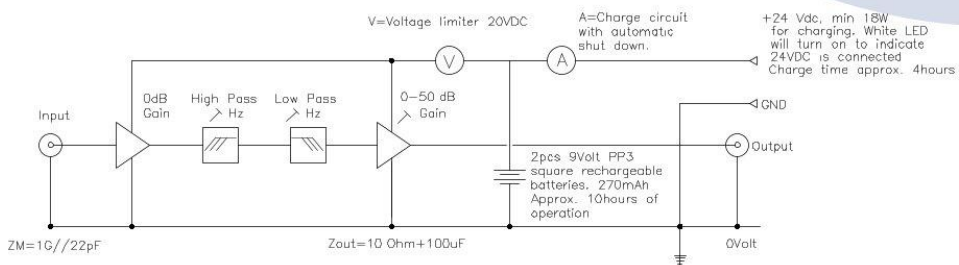 V=Voltage limiter 20VDC
A=Charge circuit
with automatic
shut down.
+24 Vdc, min 18W
for charging. White LED
will turn on to indicate
24VDC is connected
Charge time approx. 4hours
V
A
GND
Input
0dB
Gain
High Pass
Hz
Low Pass
Hz
0-50 dB
Gain
Output
2pcs 9Volt PP3
square rechargeable
batteries. 270mAh
Approx. 10hours of
operation
ZM=1G//22pF
Zout=10 Ohm+100uF
0Volt